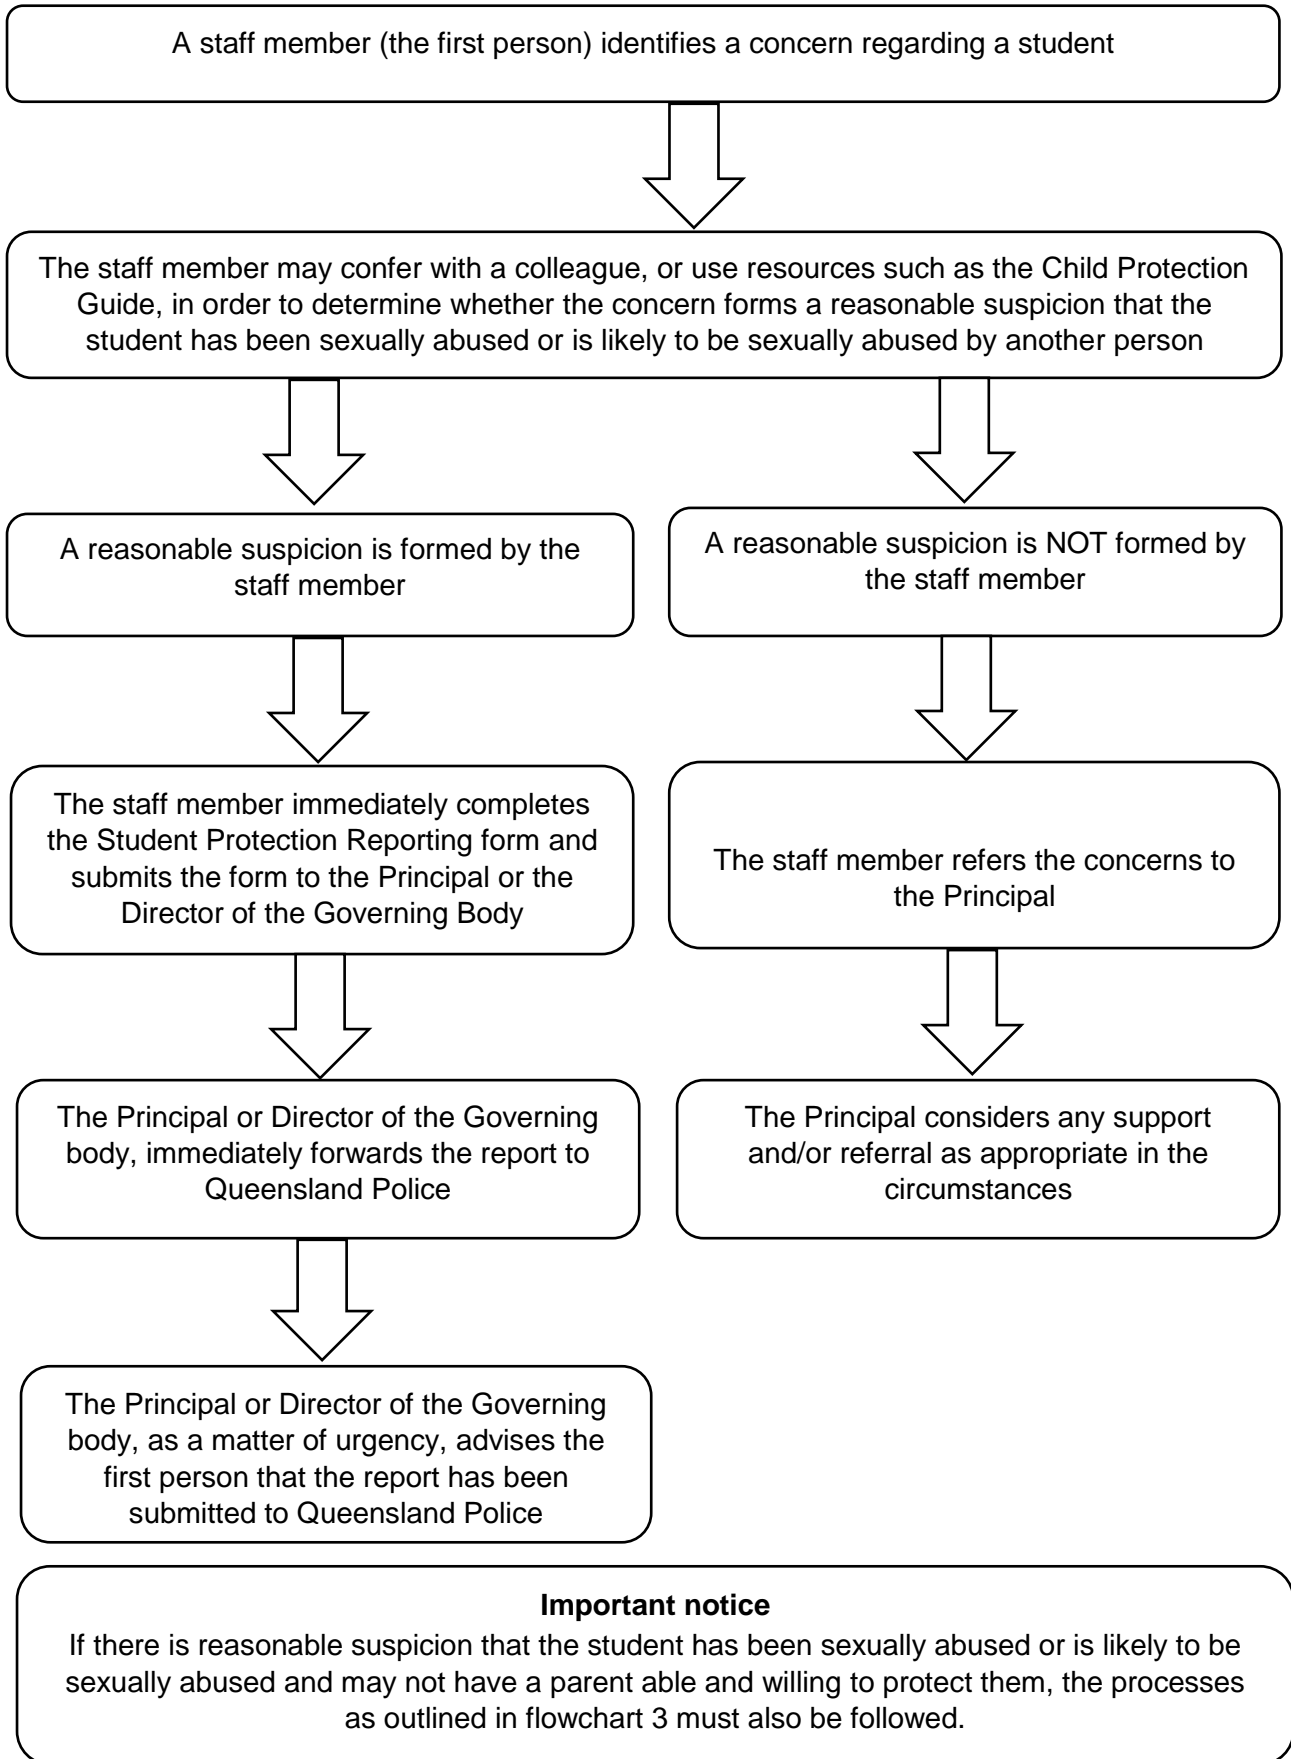 A staff member (the first person) identifies a concern regarding a student
The staff member may confer with a colleague, or use resources such as the Child Protection
Guide, in order to determine whether the concern forms a reasonable suspicion that the
student has been sexually abused or is likely to be sexually abused by another person
A reasonable suspicion is formed by the
staff member
A reasonable suspicion is NOT formed by
the staff member
The staff member immediately completes
the Student Protection Reporting form and
submits the form to the Principal or the
Director of the Governing Body
The staff member refers the concerns to
the Principal
The Principal or Director of the Governing
body, immediately forwards the report to
Queensland Police
The Principal considers any support
and/or referral as appropriate in the
circumstances
The Principal or Director of the Governing
body, as a matter of urgency, advises the
first person that the report has been
submitted to Queensland Police
Important notice
If there is reasonable suspicion that the student has been sexually abused or is likely to be
sexually abused and may not have a parent able and willing to protect them, the processes
as outlined in flowchart 3 must also be followed.